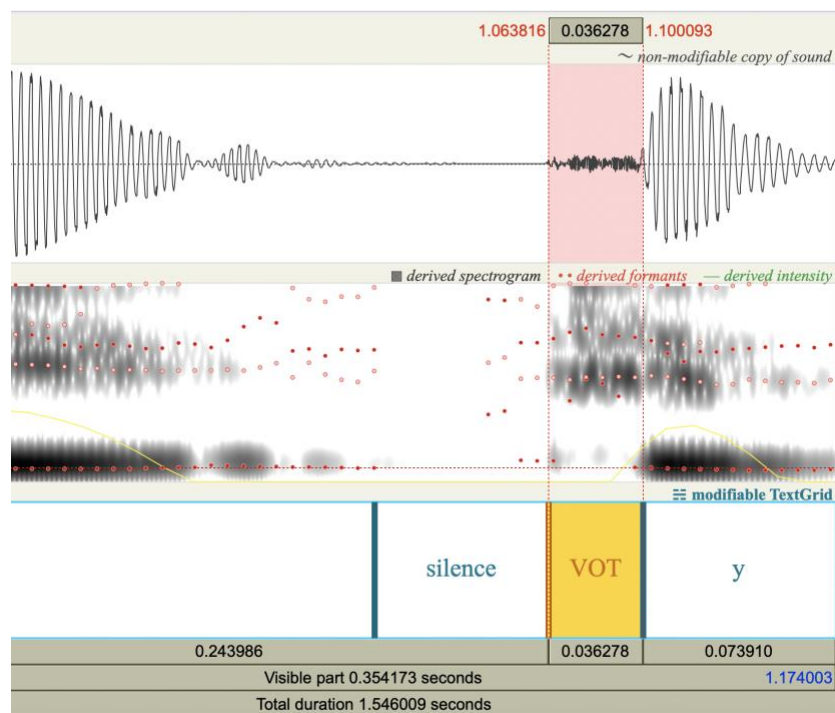 1.063816 0.036278 1.100093
~ non-modifiable copy of sound
■ derived spectrogram •• derived formants — derived intensity
☵ modifiable TextGrid
silence VOT y
0.243986 0.036278 0.073910
Visible part 0.354173 seconds 1.174003
Total duration 1.546009 seconds